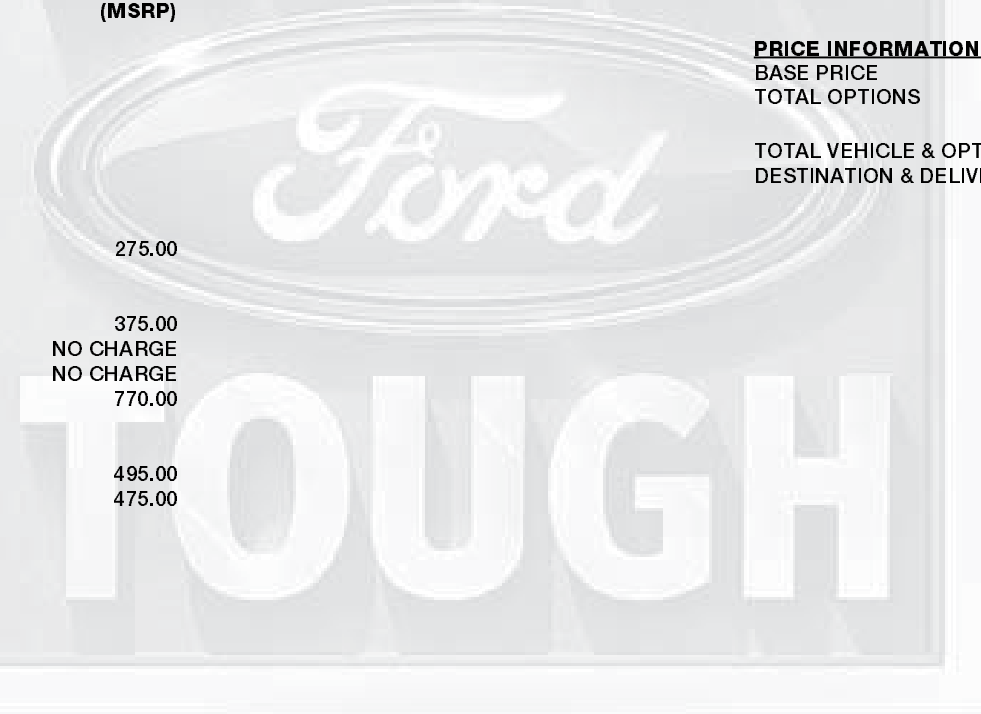 (MSRP)
275.00
375.00
NO CHARGE
NO CHARGE
770.00
495.00
475.00
PRICE INFORMATION
BASE PRICE
TOTAL OPTIONS
TOTAL VEHICLE & OPT
DESTINATION & DELIV
Ford
TOUGH